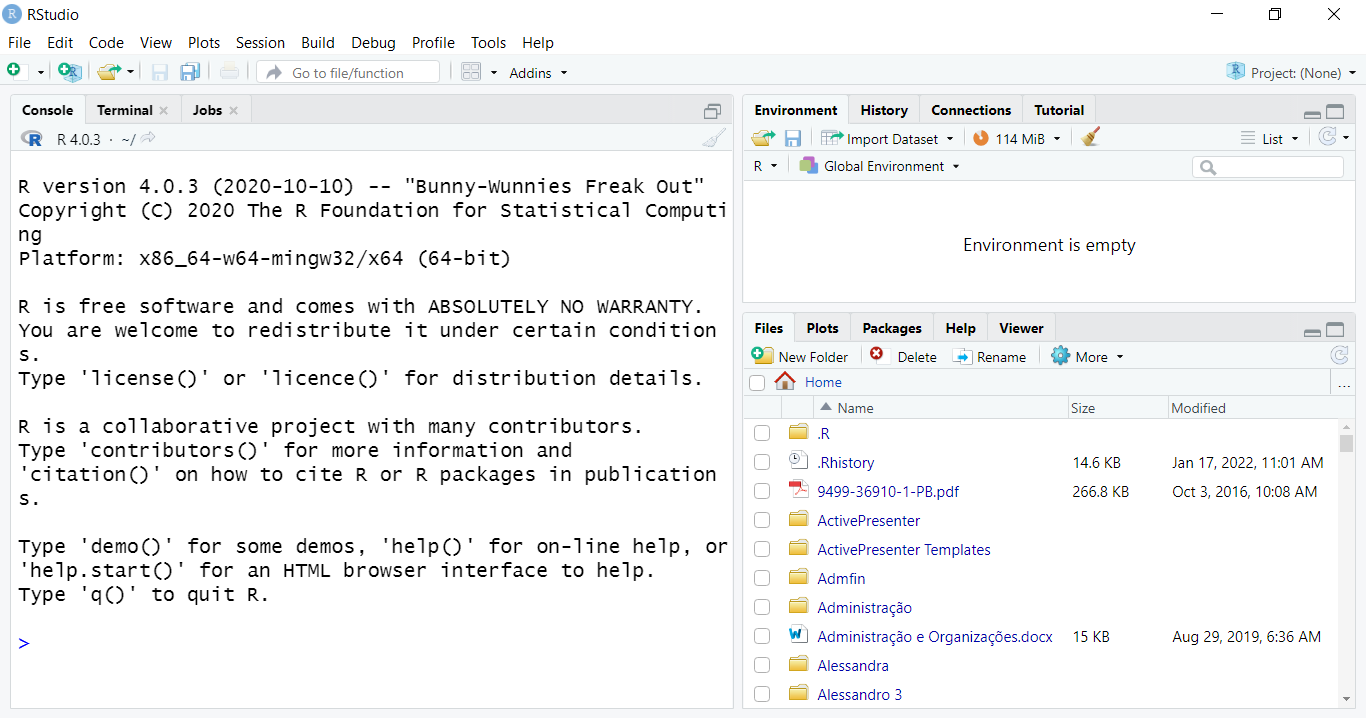 RStudio
File Edit Code View Plots Session Build Debug Profile Tools Help
Go to file/function Addins Project: (None)
Console Terminal Jobs
R 4.0.3 · ~/
R version 4.0.3 (2020-10-10) -- "Bunny-Wunnies Freak Out"
Copyright (C) 2020 The R Foundation for Statistical Computi
ng
Platform: x86_64-w64-mingw32/x64 (64-bit)
R is free software and comes with ABSOLUTELY NO WARRANTY.
You are welcome to redistribute it under certain condition
s.
Type 'license()' or 'licence()' for distribution details.
R is a collaborative project with many contributors.
Type 'contributors()' for more information and
'citation()' on how to cite R or R packages in publication
s.
Type 'demo()' for some demos, 'help()' for on-line help, or
'help.start()' for an HTML browser interface to help.
Type 'q()' to quit R.
>
Environment History Connections Tutorial
Import Dataset 114 MiB List
R Global Environment
Environment is empty
Files Plots Packages Help Viewer
New Folder Delete Rename More
Home ...
Name Size Modified
.R
.Rhistory 14.6 KB Jan 17, 2022, 11:01 AM
9499-36910-1-PB.pdf 266.8 KB Oct 3, 2016, 10:08 AM
ActivePresenter
ActivePresenter Templates
Admfin
Administração
Administração e Organizações.docx 15 KB Aug 29, 2019, 6:36 AM
Alessandra
Alessandro 3